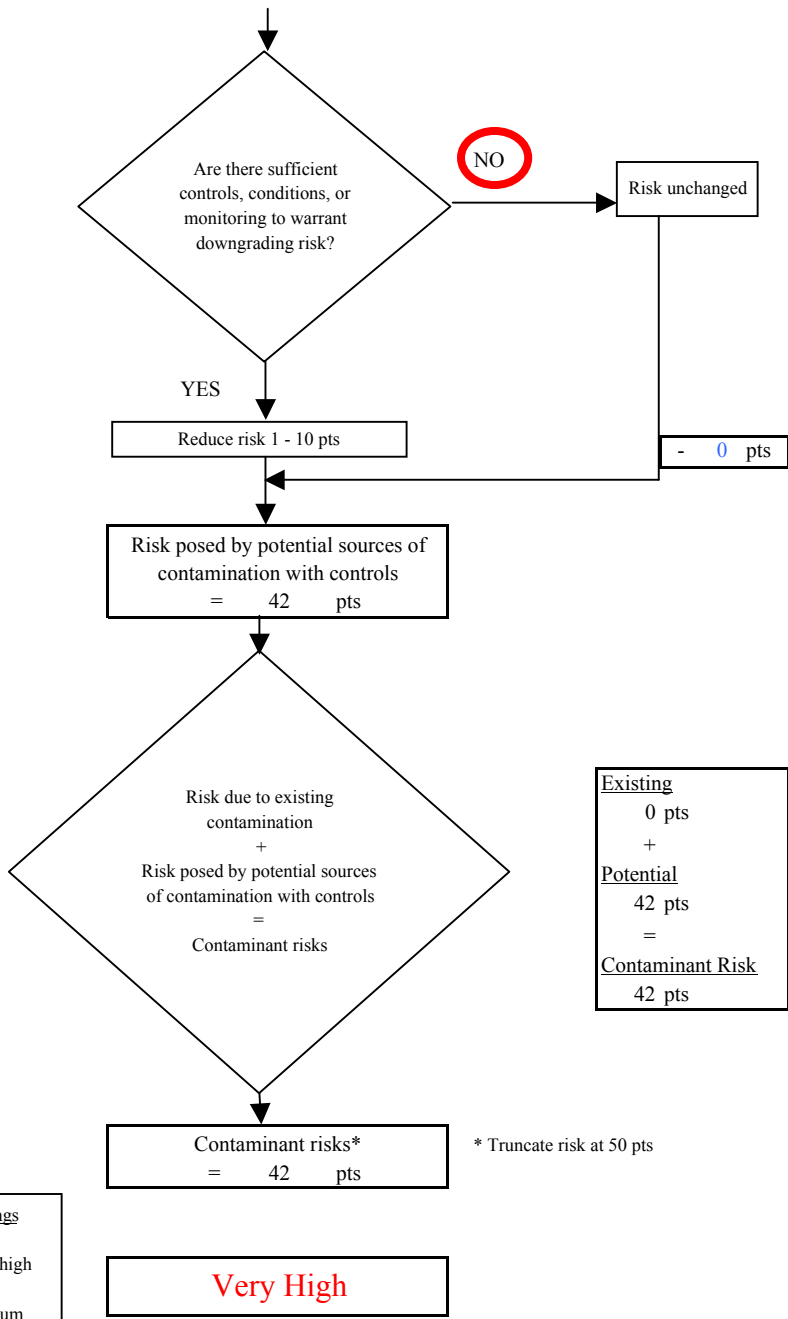 Are there sufficient
controls, conditions, or
monitoring to warrant
downgrading risk?
NO
Risk unchanged
YES
Reduce risk 1 - 10 pts
- 0 pts
Risk posed by potential sources of
contamination with controls
= 42 pts
Risk due to existing
contamination
+
Risk posed by potential sources
of contamination with controls
=
Contaminant risks
Existing
0 pts
+
Potential
42 pts
=
Contaminant Risk
42 pts
Contaminant risks*
= 42 pts
* Truncate risk at 50 pts
high
Very High